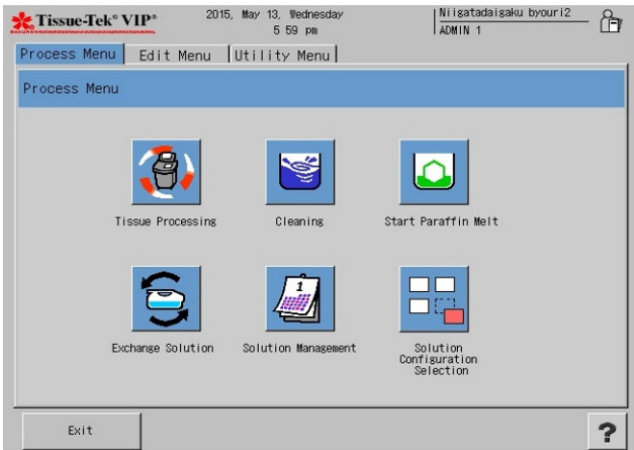 Tissue-Tek® VIP®
2015, May 13, Wednesday
5 59 pm
Niigatadaigaku byouri2
ADMIN 1
Process Menu
Edit Menu
Utility Menu
Process Menu
Tissue Processing
Cleaning
Start Paraffin Melt
1
Exchange Solution
Solution Management
Solution
Configuration
Selection
Exit
?